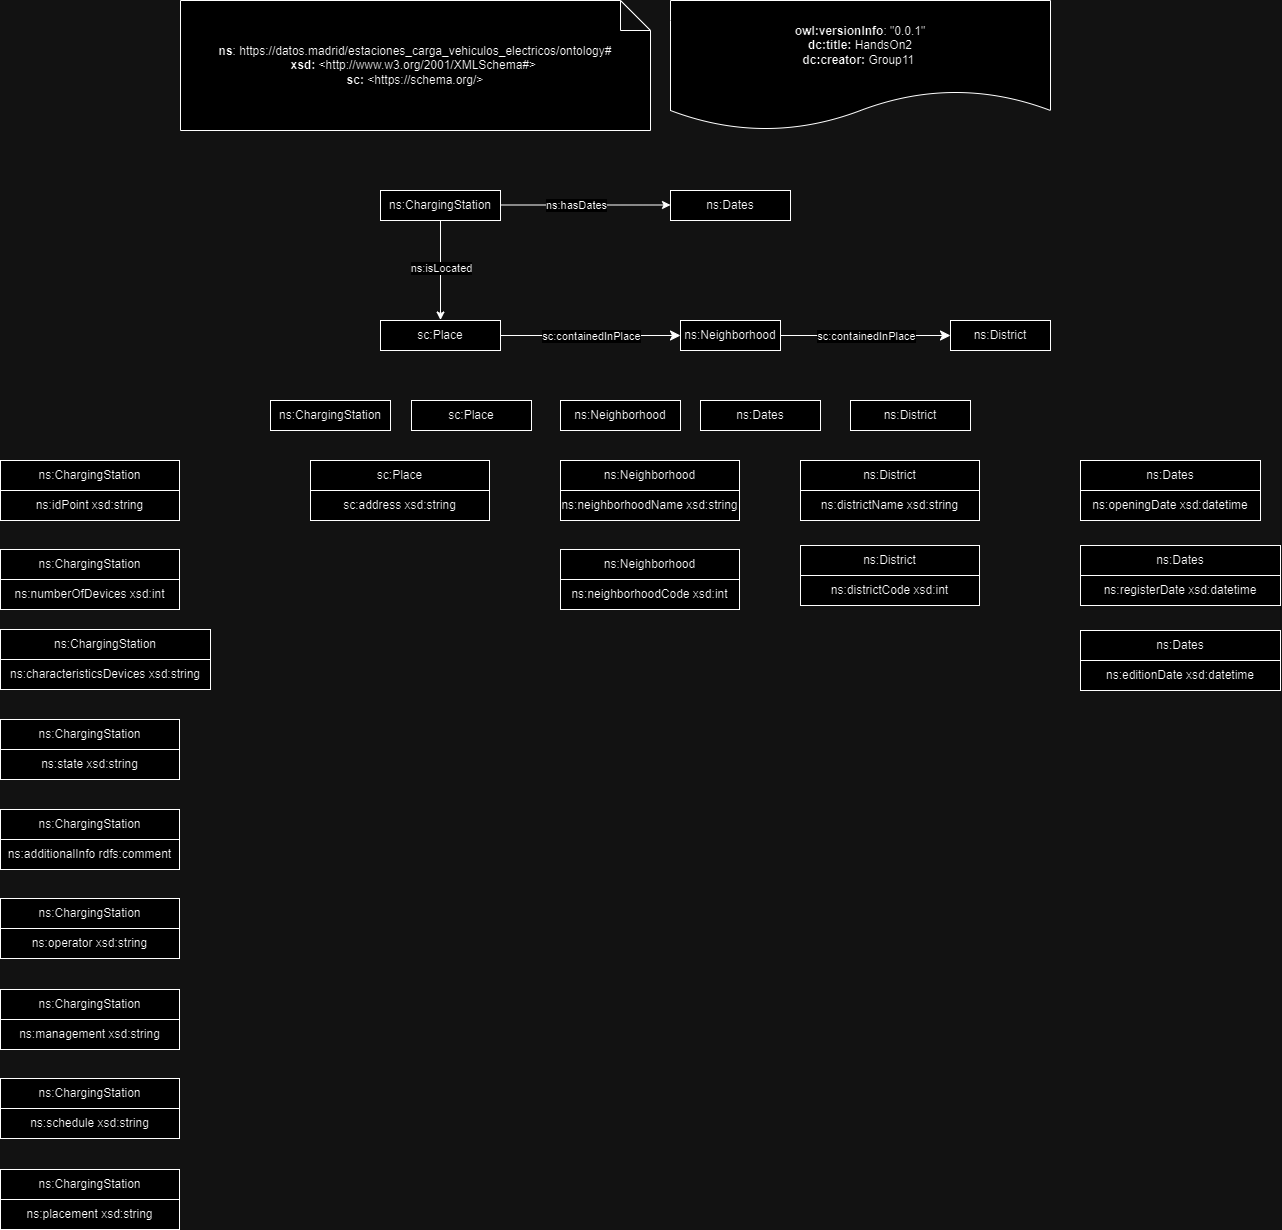 ns: https://datos.madrid/estaciones_carga_vehiculos_electricos/ontology#
xsd: <http://www.w3.org/2001/XMLSchema#>
sc: <https://schema.org/>
owl:versionInfo: "0.0.1"
dc:title: HandsOn2
dc:creator: Group11
ns:ChargingStation
ns:hasDates
ns:Dates
ns:isLocated
sc:Place
sc:containedInPlace
ns:Neighborhood
sc:containedInPlace
ns:District
ns:ChargingStation
sc:Place
ns:Neighborhood
ns:Dates
ns:District
ns:ChargingStation
ns:idPoint xsd:string
sc:Place
sc:address xsd:string
ns:Neighborhood
ns:neighborhoodName xsd:string
ns:District
ns:districtName xsd:string
ns:Dates
ns:openingDate xsd:datetime
ns:ChargingStation
ns:numberOfDevices xsd:int
ns:Neighborhood
ns:neighborhoodCode xsd:int
ns:District
ns:districtCode xsd:int
ns:Dates
ns:registerDate xsd:datetime
ns:ChargingStation
ns:characteristicsDevices xsd:string
ns:Dates
ns:editionDate xsd:datetime
ns:ChargingStation
ns:state xsd:string
ns:ChargingStation
ns:additionalInfo rdfs:comment
ns:ChargingStation
ns:operator xsd:string
ns:ChargingStation
ns:management xsd:string
ns:ChargingStation
ns:schedule xsd:string
ns:ChargingStation
ns:placement xsd:string